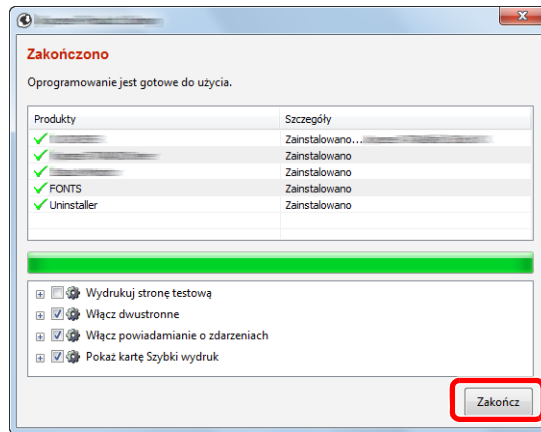 Zakończono
Oprogramowanie jest gotowe do użycia.
Produkty Szczegóły
Zainstalowano...
Zainstalowano
Zainstalowano
FONTS Zainstalowano
Uninstaller Zainstalowano
Wydrukuj stronę testową
Włącz dwustronne
Włącz powiadamianie o zdarzeniach
Pokaż kartę Szybki wydruk
Zakończ